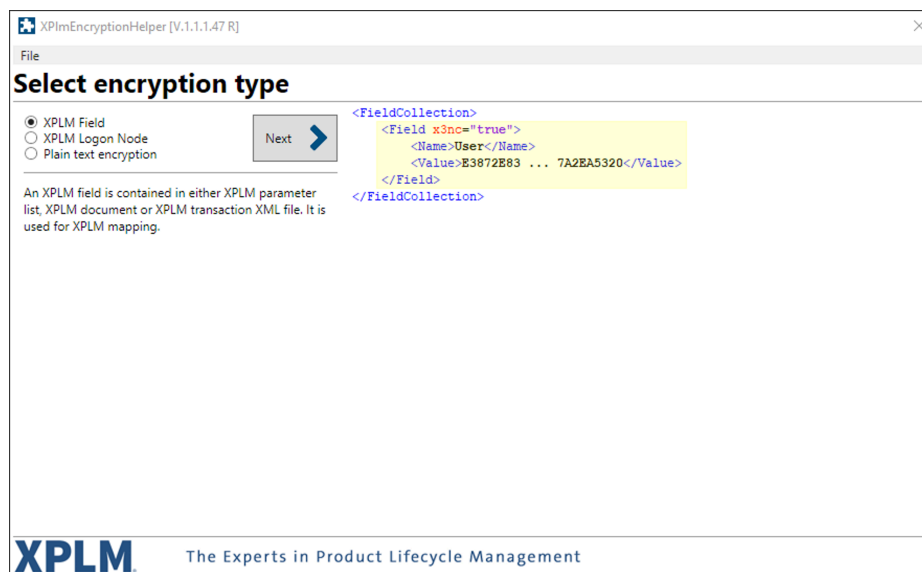 XPlmEncryptionHelper [V.1.1.1.47 R]
File
Select encryption type
XPLM Field
XPLM Logon Node
Plain text encryption
Next
An XPLM field is contained in either XPLM parameter
list, XPLM document or XPLM transaction XML file. It is
used for XPLM mapping.
<FieldCollection>
<Field x3nc="true">
<Name>User</Name>
<Value>E3872E83 ... 7A2EA5320</Value>
</Field>
</FieldCollection>
XPLM.
The Experts in Product Lifecycle Management